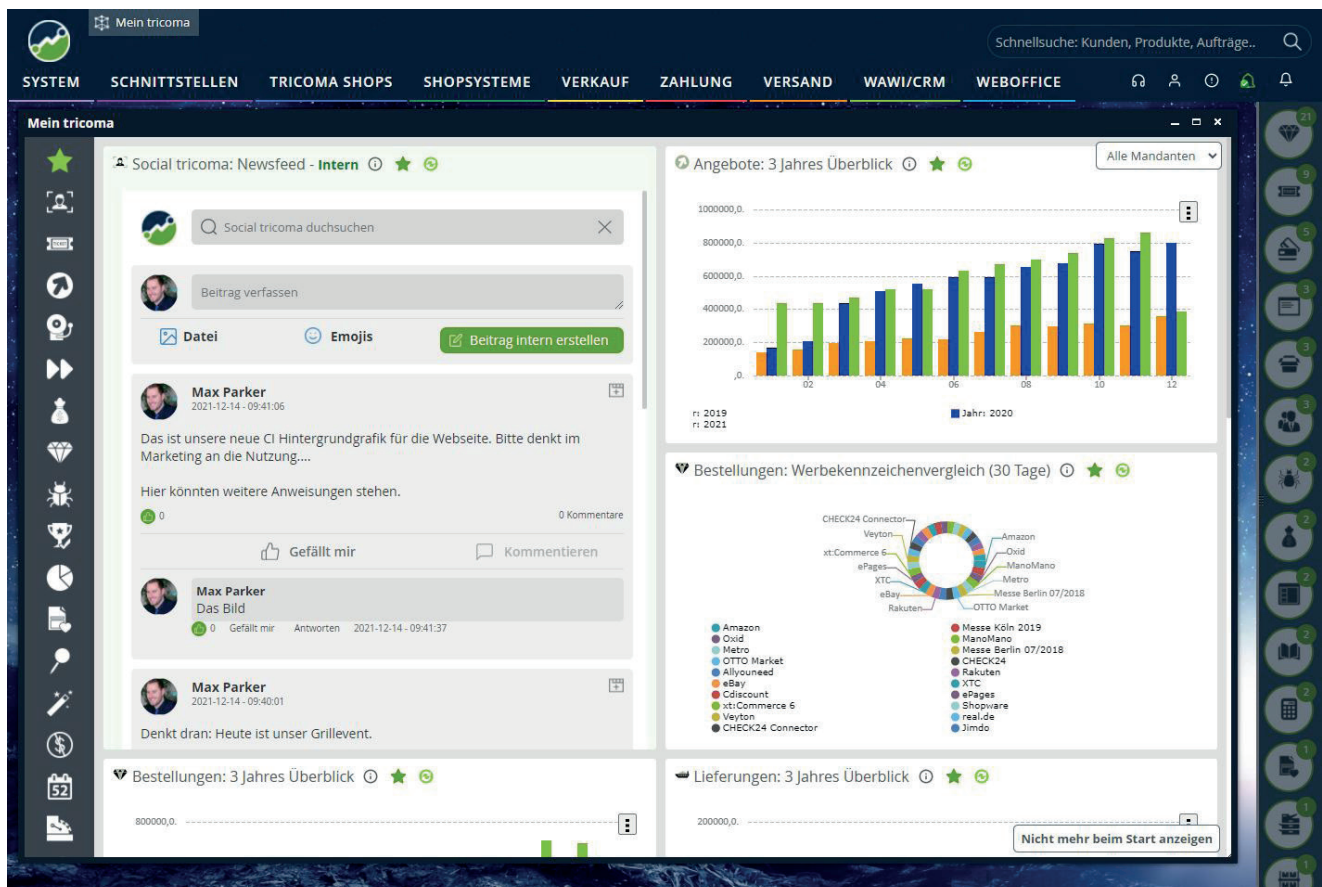 Mein tricoma
Schnellsuche: Kunden, Produkte, Aufträge..
SYSTEM SCHNITTSTELLEN TRICOMA SHOPS SHOPSYSTEME VERKAUF ZAHLUNG VERSAND WAWI/CRM WEBOFFICE
Mein tricoma
Social tricoma: Newsfeed - Intern
Social tricoma duchsuchen
Beitrag verfassen
Datei Emojis Beitrag intern erstellen
Max Parker
2021-12-14 - 09:41:06
Das ist unsere neue CI Hintergrundgrafik für die Webseite. Bitte denkt im
Marketing an die Nutzung....
Hier könnten weitere Anweisungen stehen.
0 0 Kommentare
Gefällt mir Kommentieren
Max Parker
Das Bild
0 Gefällt mir Antworten 2021-12-14 - 09:41:37
Max Parker
2021-12-14 - 09:40:01
Denkt dran: Heute ist unser Grillevent.
Angebote: 3 Jahres Überblick
Alle Mandanten
1000000,0.
800000,0.
600000,0.
400000,0.
200000,0.
,0.
02 04 06 08 10 12
r: 2019 Jahr: 2020
r: 2021
Bestellungen: Werbekennzeichenvergleich (30 Tage)
CHECK24 Connector
Veyton
xt:Commerce 6
ePages
XTC
eBay
Rakuten
Amazon
Oxid
ManoMano
Metro
Messe Berlin 07/2018
OTTO Market
Amazon
Oxid
Metro
OTTO Market
Allyouneed
eBay
Cdiscount
xt:Commerce 6
Veyton
CHECK24 Connector
Messe Köln 2019
ManoMano
Messe Berlin 07/2018
CHECK24
Rakuten
XTC
ePages
Shopware
real.de
Jimdo
Bestellungen: 3 Jahres Überblick
800000,0.
Lieferungen: 3 Jahres Überblick
200000,0.
Nicht mehr beim Start anzeigen
TICKET
52
21
9
5
3
3
3
2
2
2
2
2
1
1
1